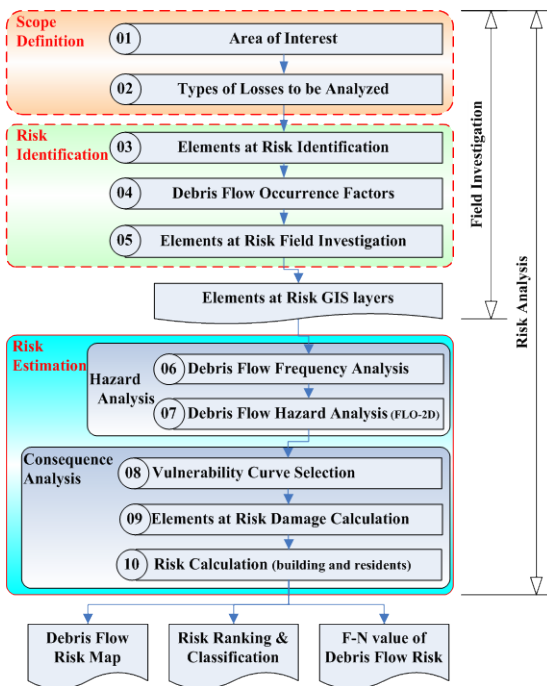 Scope
Definition
01 Area of Interest
02 Types of Losses to be Analyzed
Risk
Identification
03 Elements at Risk Identification
04 Debris Flow Occurrence Factors
05 Elements at Risk Field Investigation
Elements at Risk GIS layers
Field Investigation
Risk Analysis
Risk
Estimation
Hazard
Analysis
06 Debris Flow Frequency Analysis
07 Debris Flow Hazard Analysis (FLO-2D)
Consequence
Analysis
08 Vulnerability Curve Selection
09 Elements at Risk Damage Calculation
10 Risk Calculation (building and residents)
Debris Flow
Risk Map
Risk Ranking &
Classification
F-N value of
Debris Flow Risk